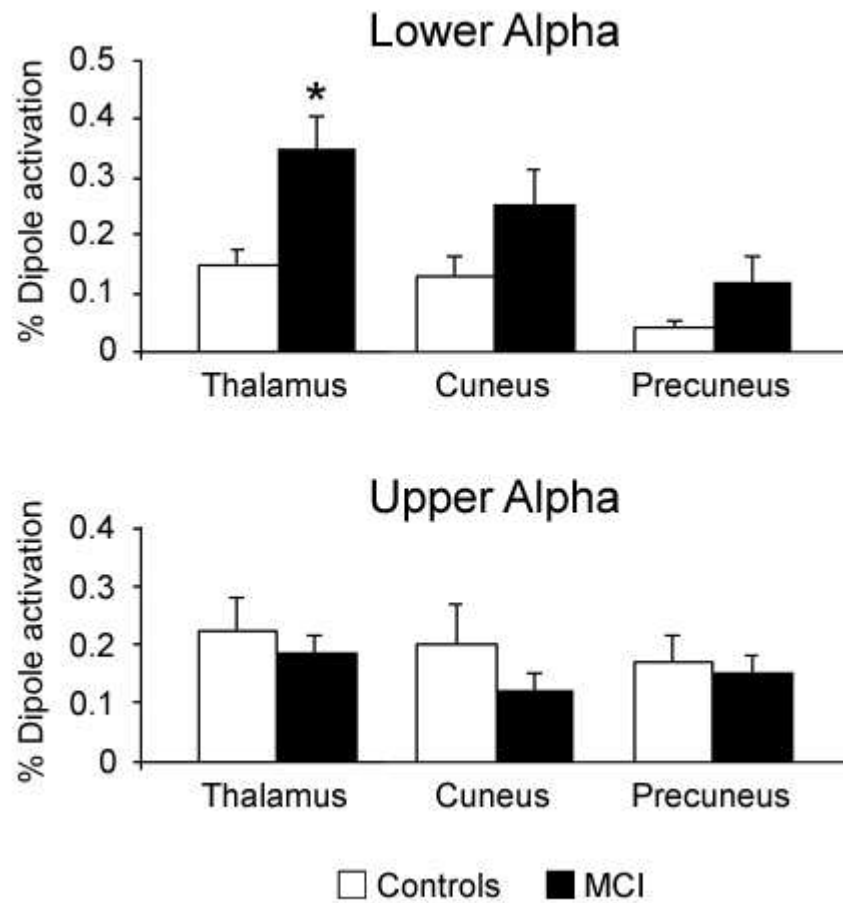 Lower Alpha
% Dipole activation
0.5
0.4
0.3
0.2
0.1
0
*
Thalamus Cuneus Precuneus
Upper Alpha
% Dipole activation
0.4
0.3
0.2
0.1
0
Thalamus Cuneus Precuneus
Controls MCI